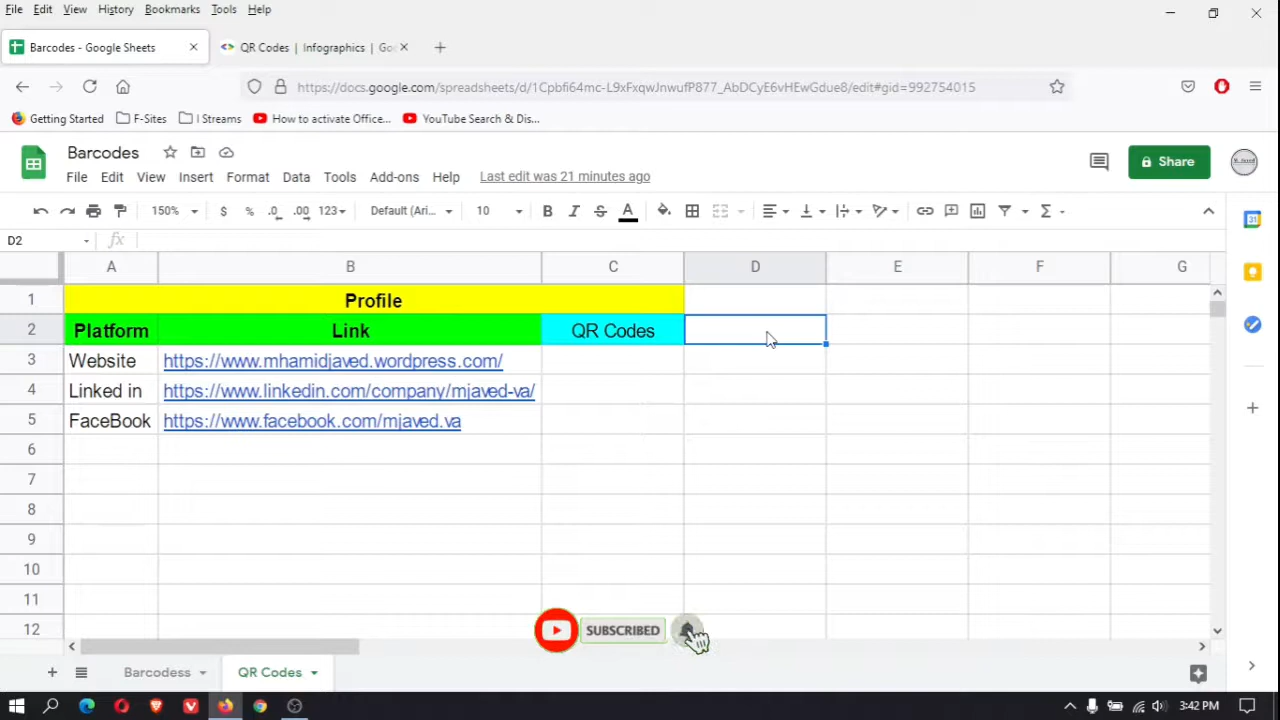 File Edit View History Bookmarks Tools Help
Barcodes - Google Sheets × QR Codes | Infographics | Goo × +
https://docs.google.com/spreadsheets/d/1Cpbfi64mc-L9xFxqwJnwufP877_AbDCyE6vHEwGdue8/edit#gid=992754015
Getting Started F-Sites I Streams How to activate Office... YouTube Search & Dis...
Barcodes
File Edit View Insert Format Data Tools Add-ons Help Last edit was 21 minutes ago
Share
150% $ % .0 .00 123 Default (Ari... 10 B I S A Σ
D2 fx
A B C D E F G
1 Profile
2 Platform Link QR Codes
3 Website https://www.mhamidjaved.wordpress.com/
4 Linked in https://www.linkedin.com/company/mjaved-va/
5 FaceBook https://www.facebook.com/mjaved.va
6
7
8
9
10
11
12
SUBSCRIBED
+ Barcodess QR Codes
3:42 PM